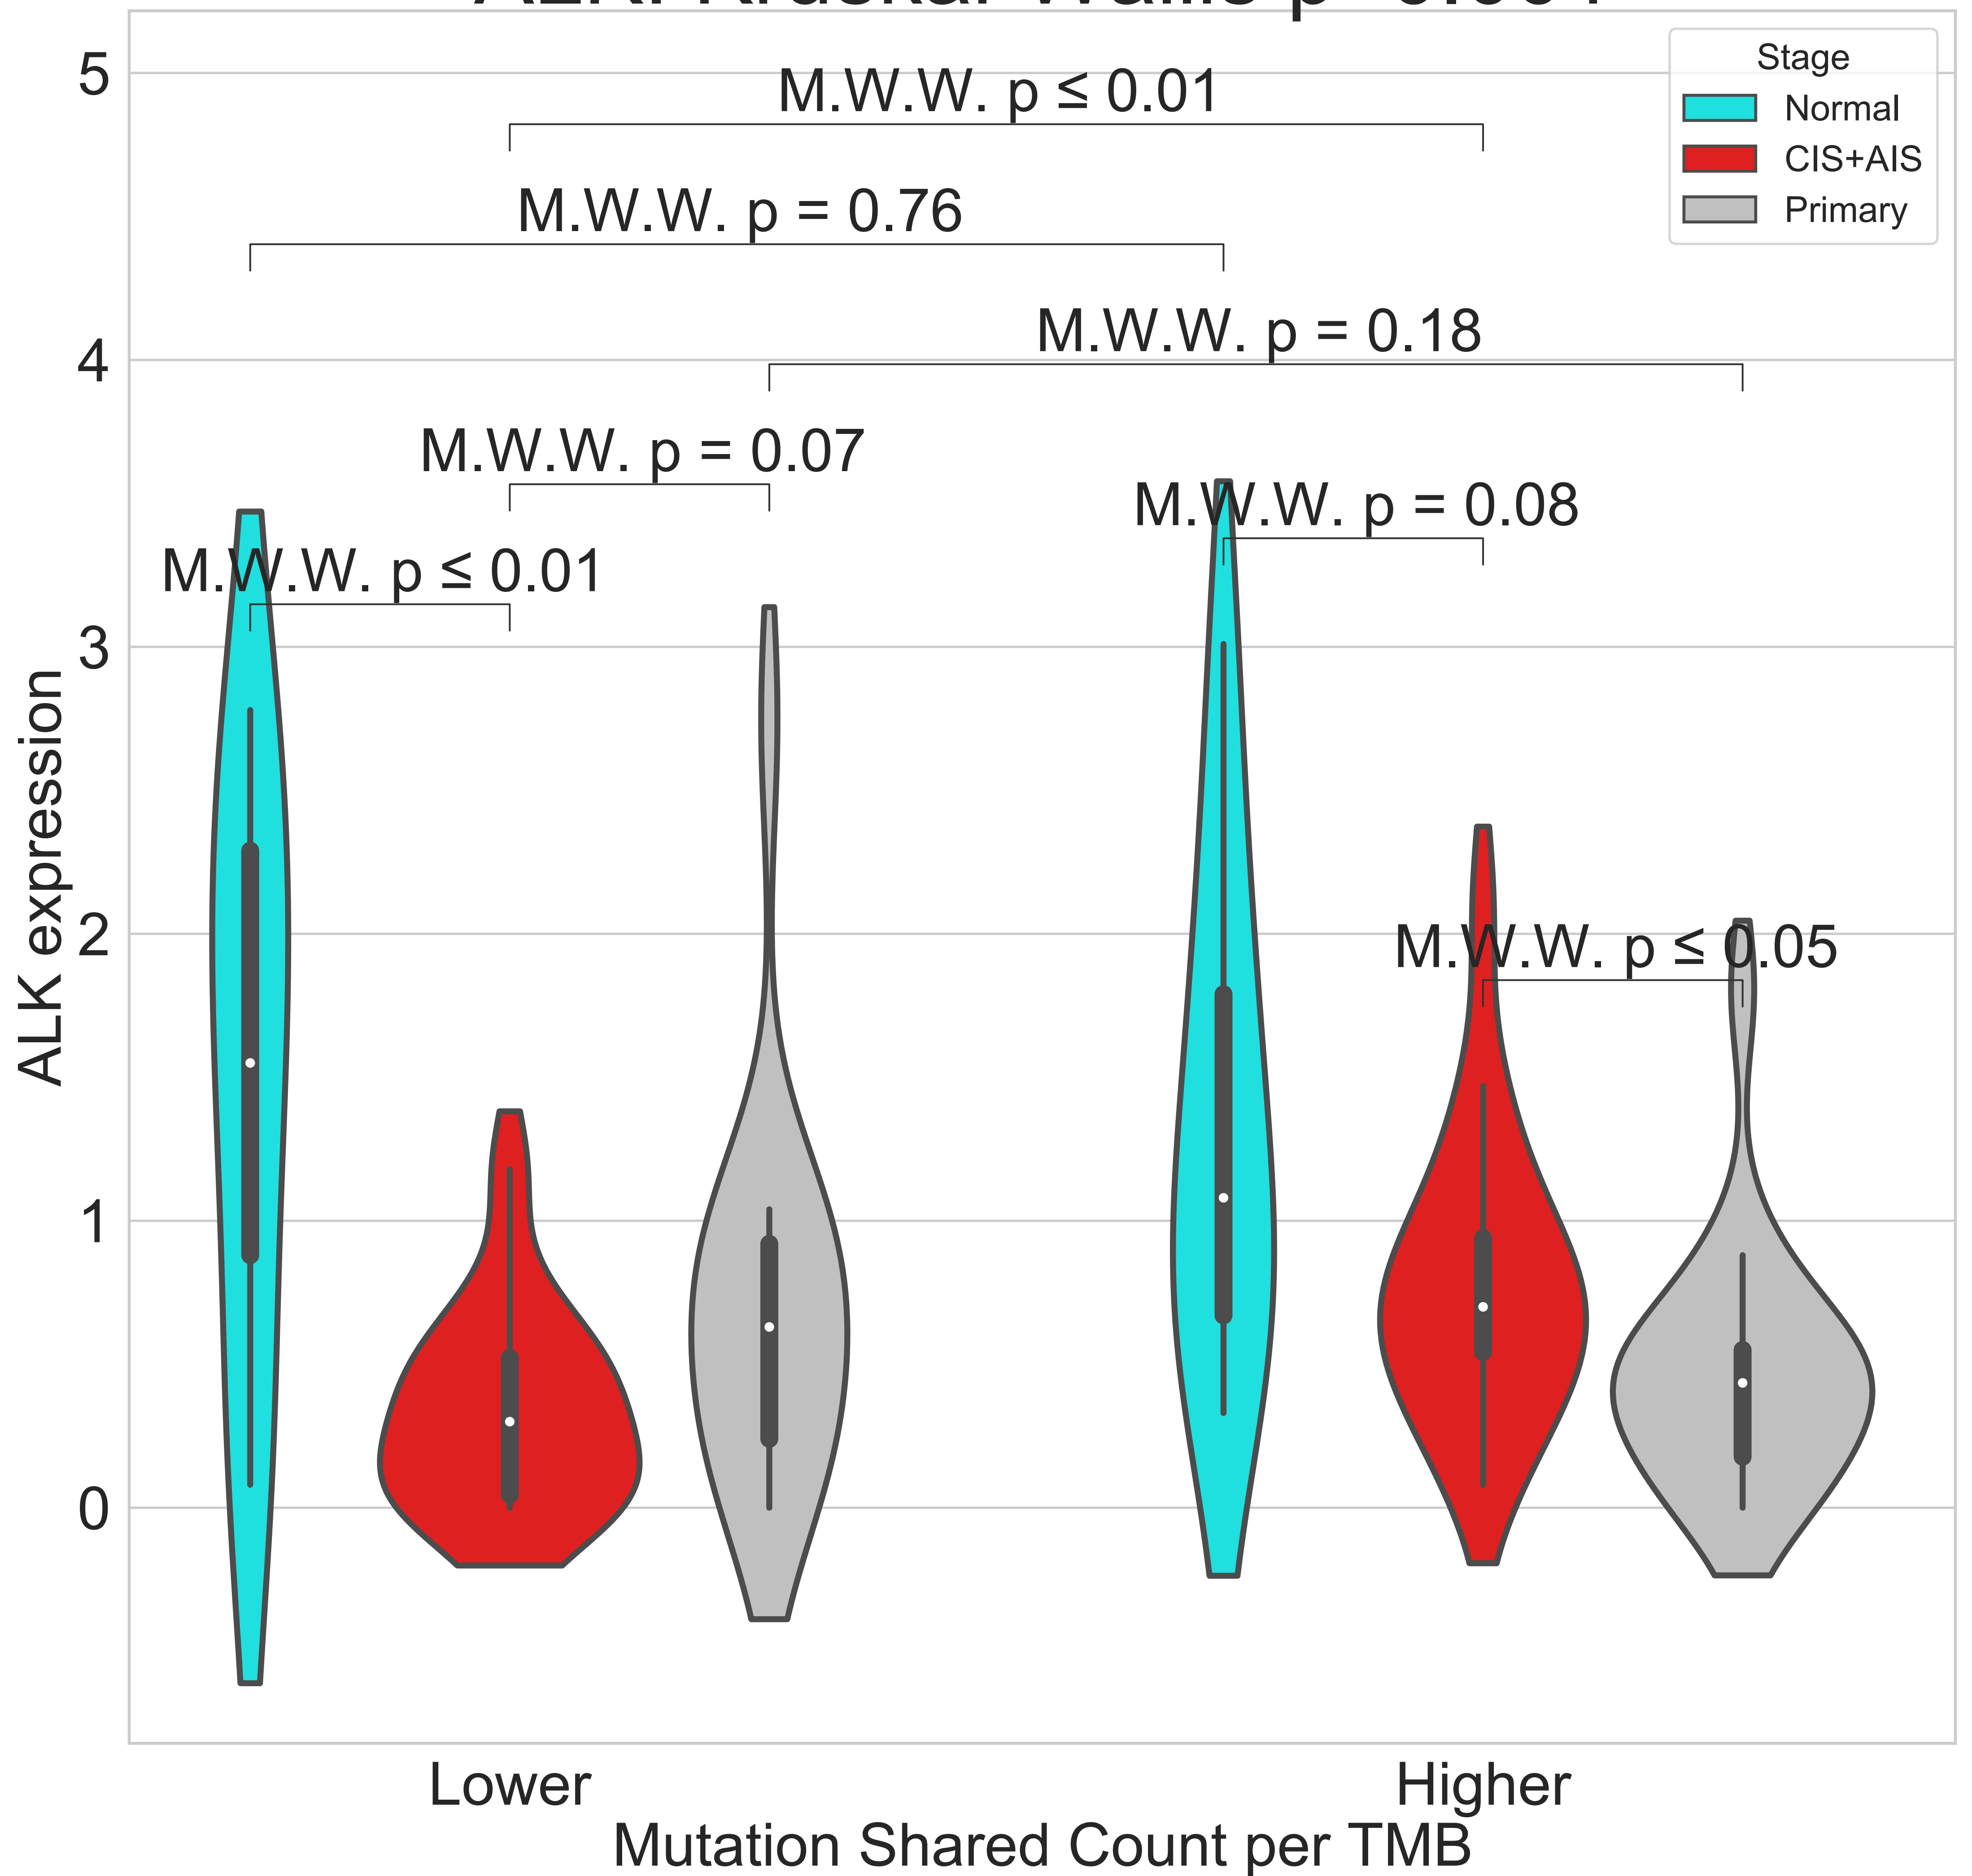 5
M.W.W. p ≤ 0.01
Stage
Normal
CIS+AIS
Primary
M.W.W. p = 0.76
M.W.W. p = 0.18
4
M.W.W. p = 0.07
M.W.W. p = 0.08
M.W.W. p ≤ 0.01
3
ALK expression
2
M.W.W. p ≤ 0.05
1
0
Lower
Higher
Mutation Shared Count per TMB